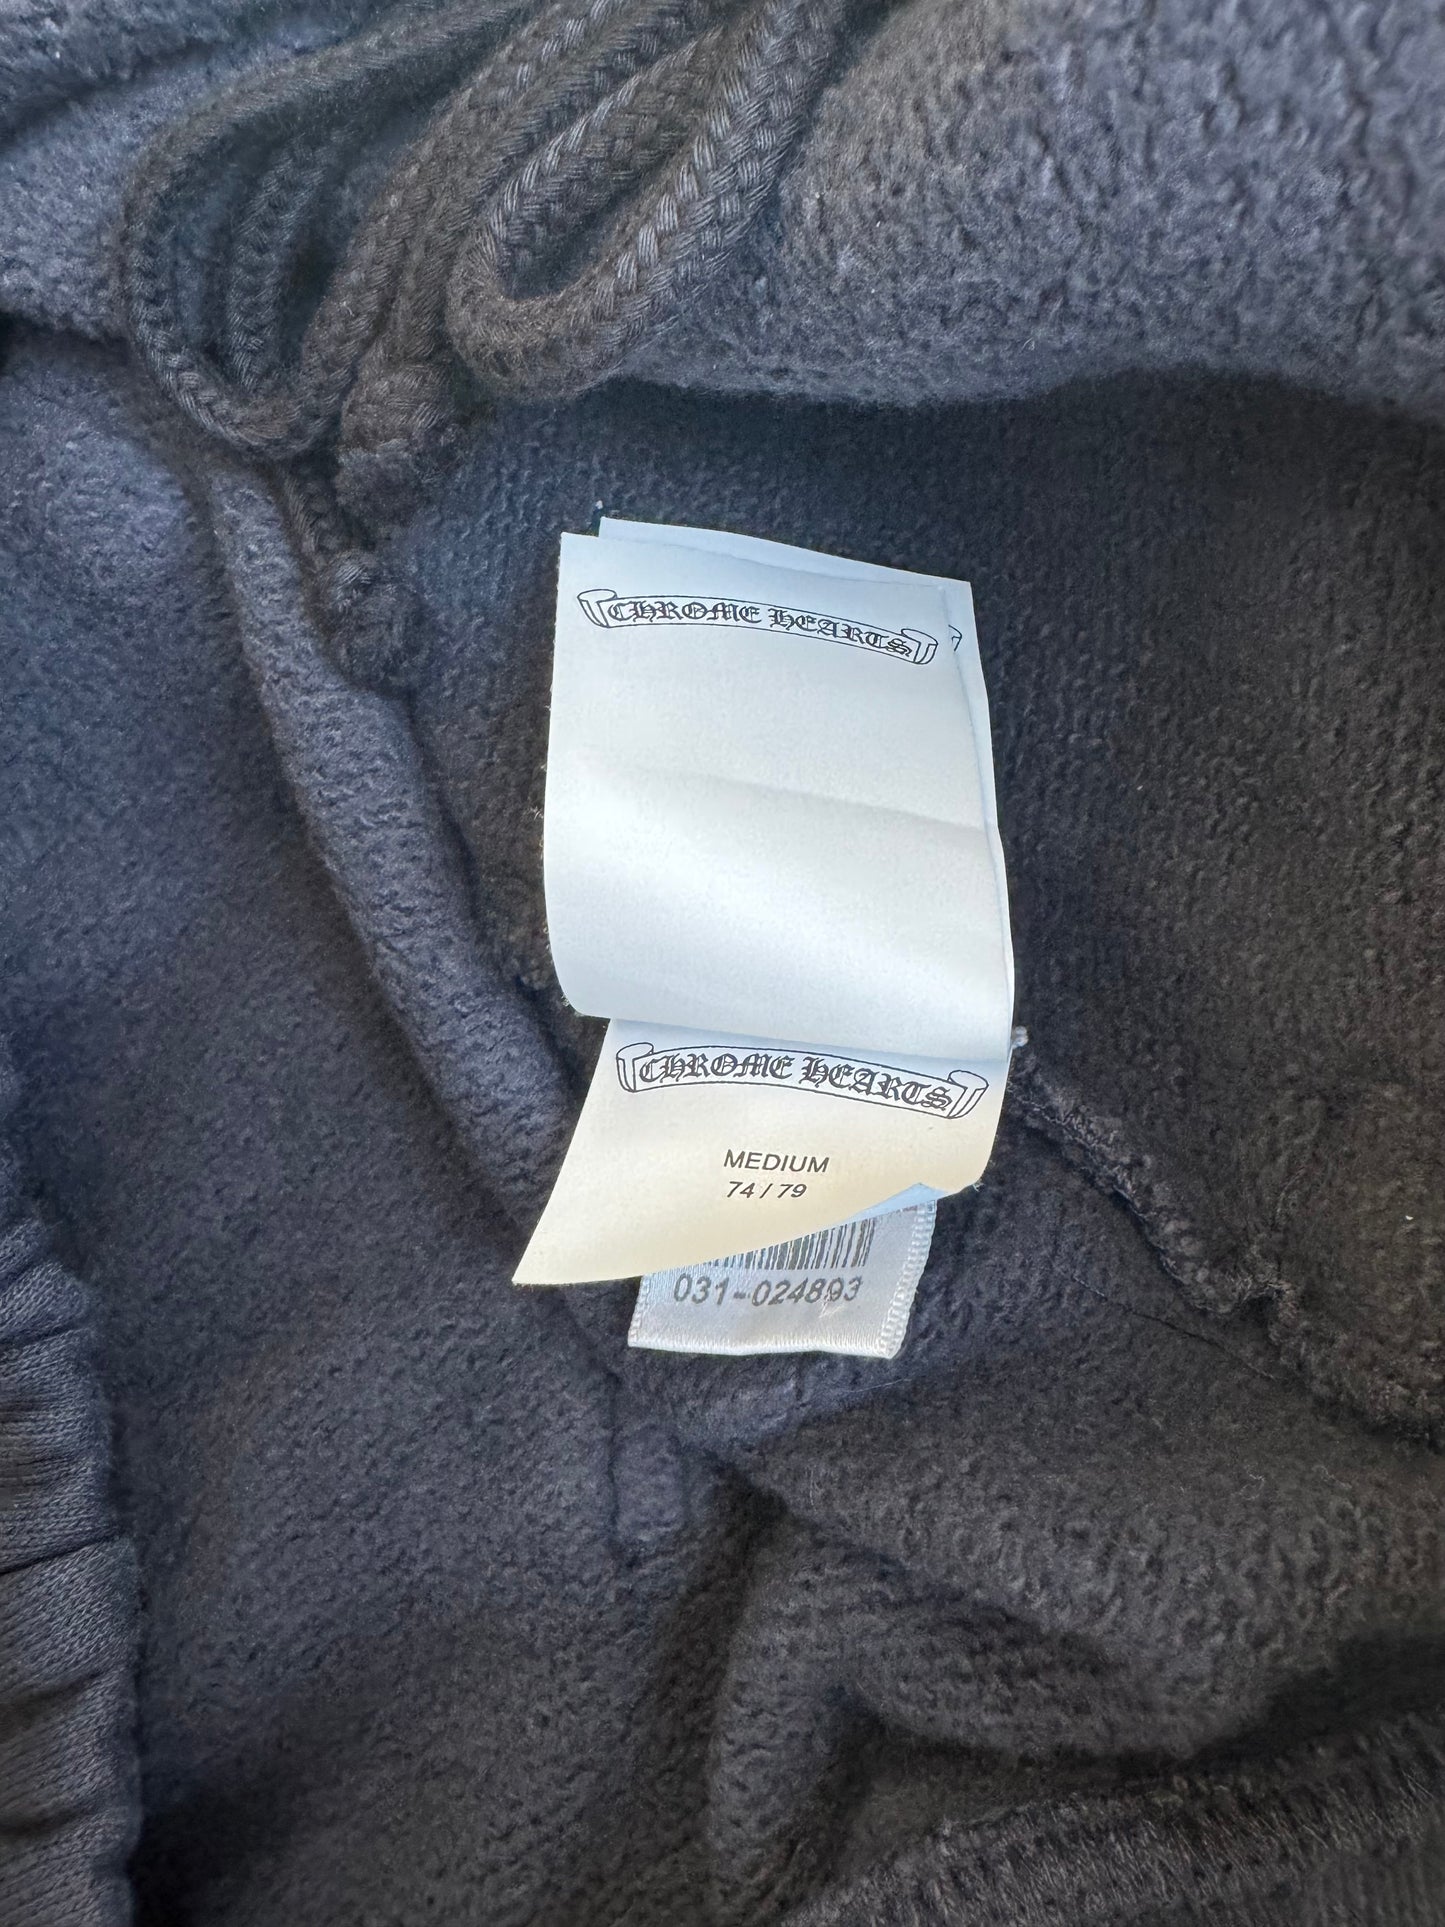 CHROME HEARTS
CHROME HEARTS
MEDIUM
74 / 79
031-024893